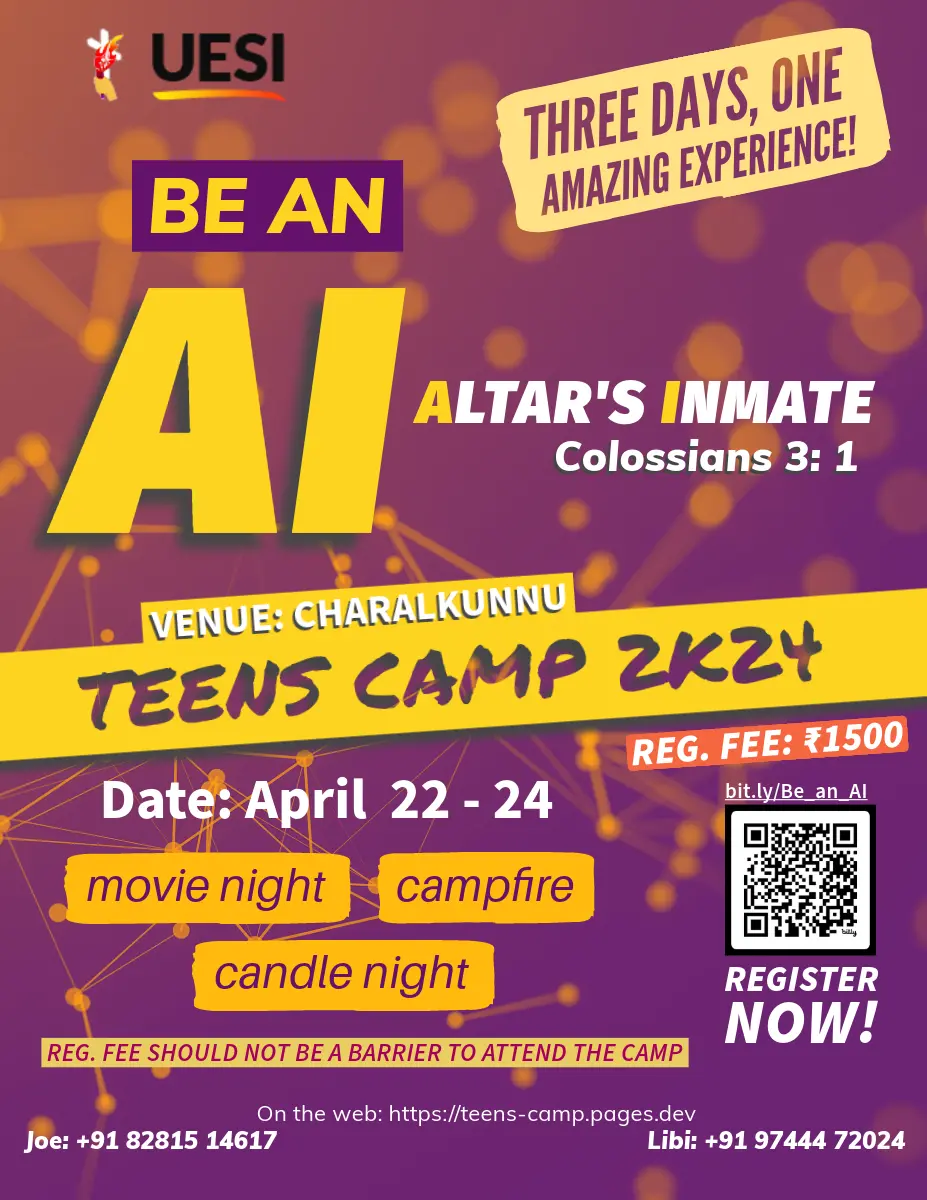 UESI
THREE DAYS, ONE
AMAZING EXPERIENCE!
BE AN
AI
ALTAR'S INMATE
Colossians 3: 1
VENUE: CHARALKUNNU
TEENS CAMP 2K24
REG. FEE: ₹1500
Date: April 22 - 24
bit.ly/Be_an_AI
movie night
campfire
candle night
bitly
REGISTER
NOW!
REG. FEE SHOULD NOT BE A BARRIER TO ATTEND THE CAMP
On the web: https://teens-camp.pages.dev
Joe: +91 82815 14617
Libi: +91 97444 72024